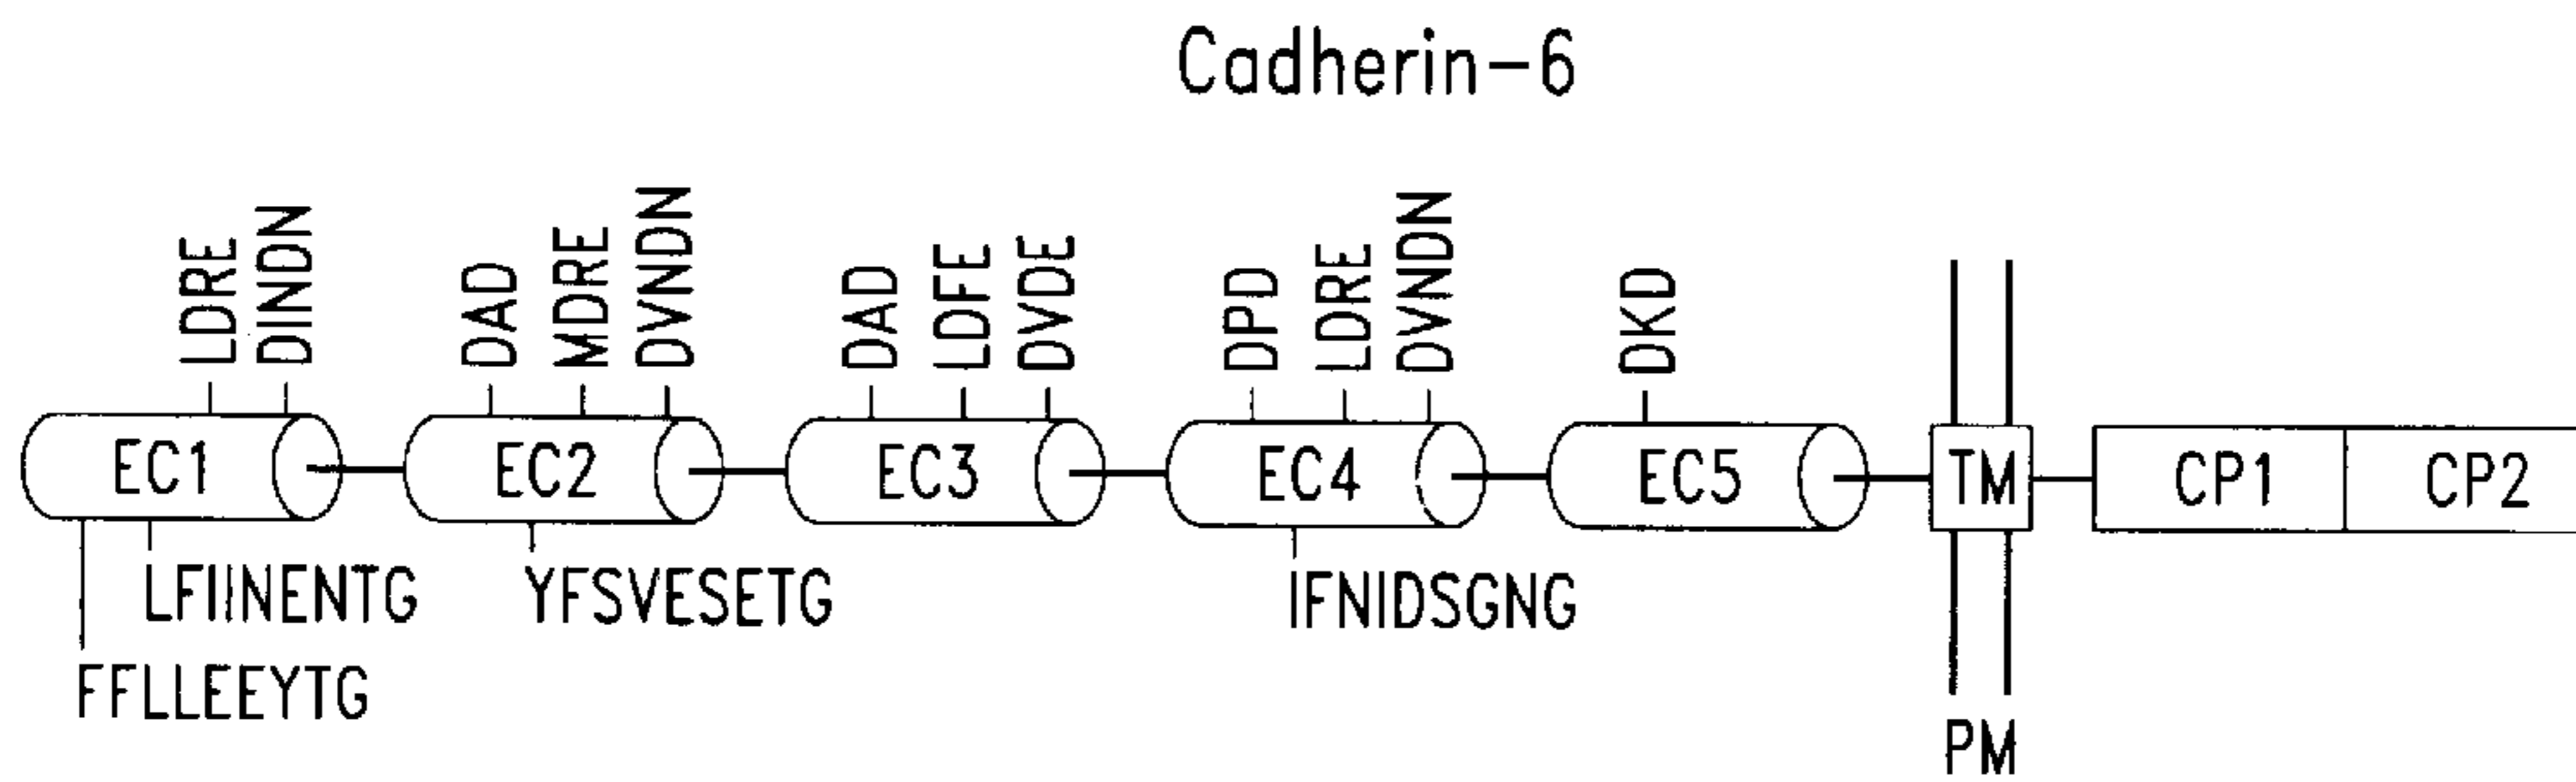 Cadherin-6
LDRE DINDN DAD MDRE DVNDN DAD LDFE DVDE DPD LDRE DVNDN DKD
EC1 EC2 EC3 EC4 EC5 TM CP1 CP2
LFIINENTG YFSVESETG IFNIDSGNG
FFLLEEYTG
PM